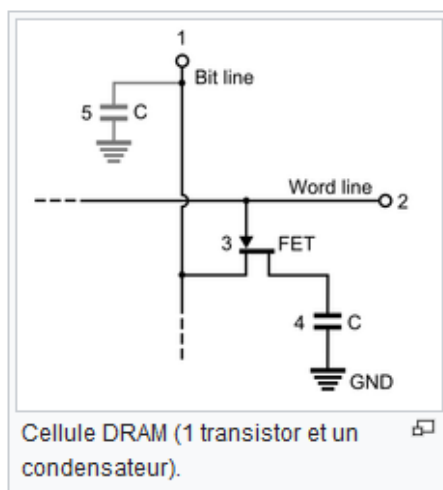 1
Bit line
5 C
Word line
2
3 FET
4 C
GND
Cellule DRAM (1 transistor et un
condensateur).